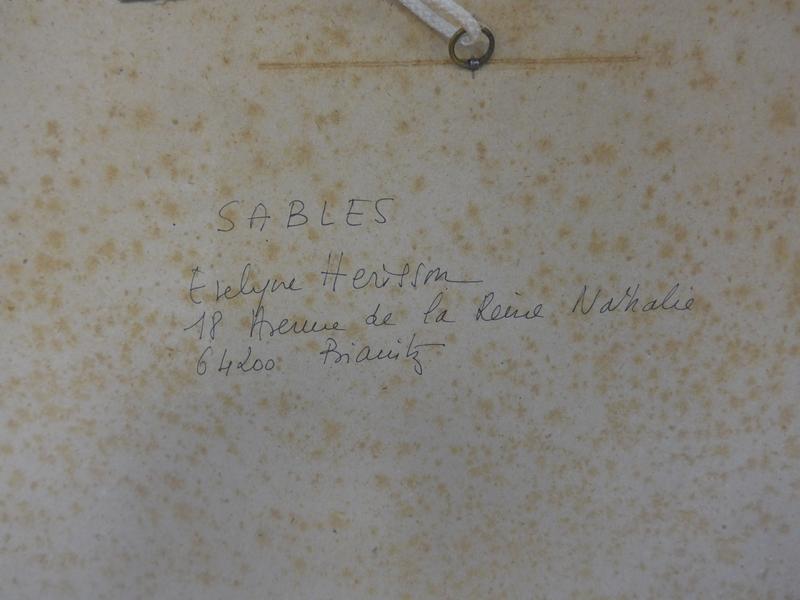 SABLES
Evelyne Herisson
18 Avenue de la Reine Nathalie
64200 Biarritz